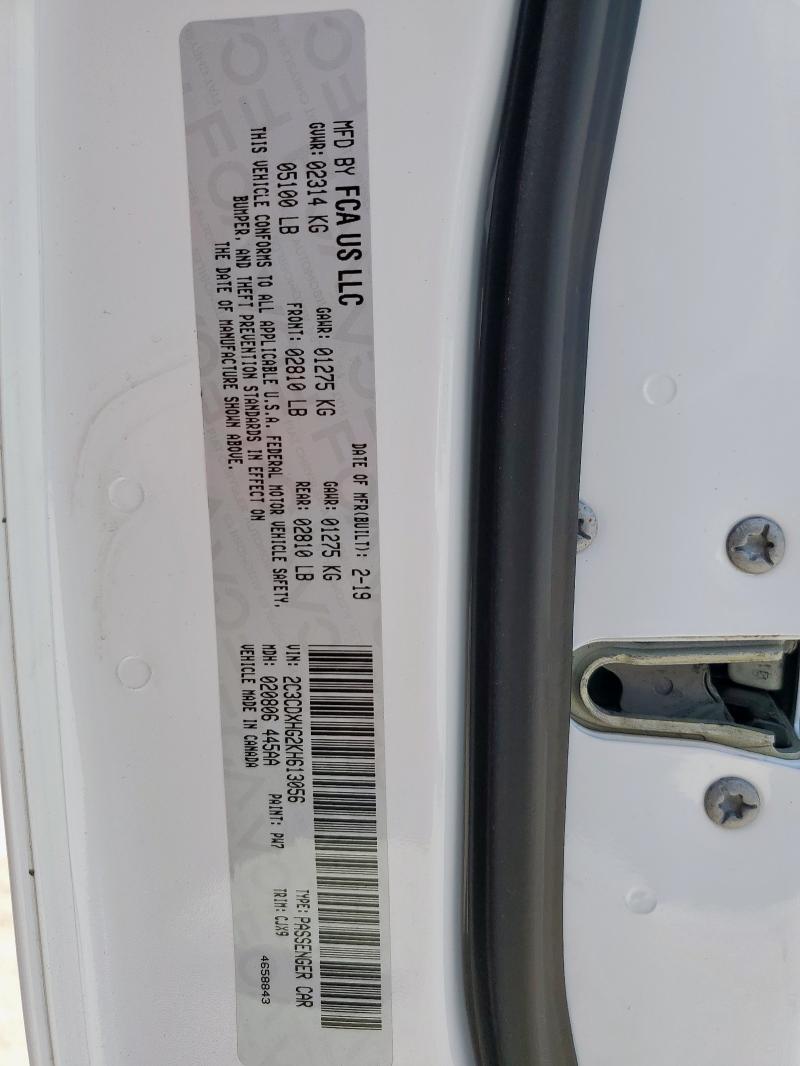 MFD BY FCA US LLC
DATE OF MFR(BUILT): 2-19
GVWR: 02314 KG
GAWR: 01275 KG
GAWR: 01275 KG
05100 LB
FRONT: 02810 LB
REAR: 02810 LB
THIS VEHICLE CONFORMS TO ALL APPLICABLE U.S.A. FEDERAL MOTOR VEHICLE SAFETY,
BUMPER, AND THEFT PREVENTION STANDARDS IN EFFECT ON
THE DATE OF MANUFACTURE SHOWN ABOVE.
VIN: 2C3CDXHG2KH613056
TYPE: PASSENGER CAR
MDH: 020806 445AA
PAINT: PW7
TRIM: CJX9
VEHICLE MADE IN CANADA
4658843